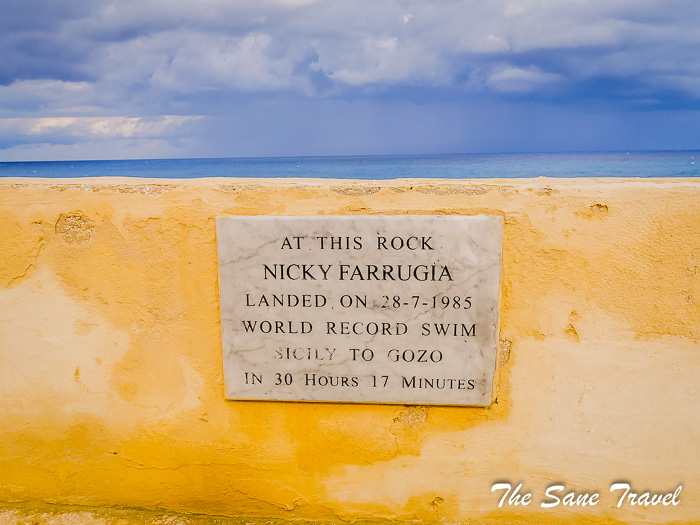 AT THIS ROCK
NICKY FARRUGIA
LANDED ON 28-7-1985
WORLD RECORD SWIM
SICILY TO GOZO
IN 30 HOURS 17 MINUTES
The Sane Travel